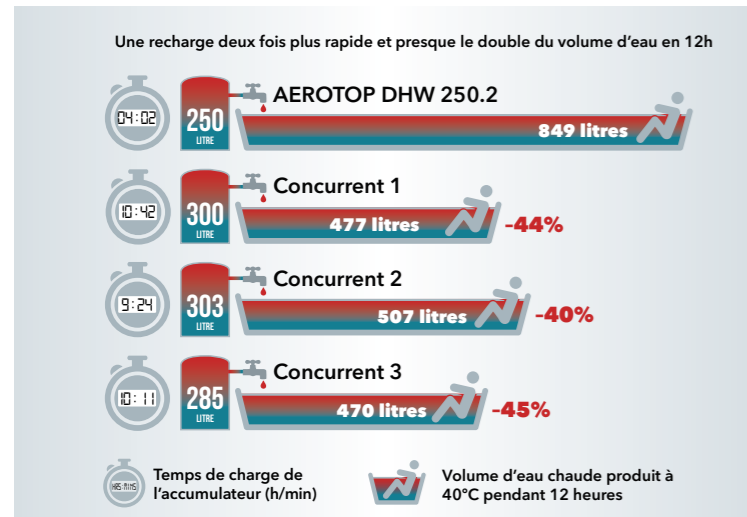 Une recharge deux fois plus rapide et presque le double du volume d'eau en 12h
AEROTOP DHW 250.2
04:02
250
LITRE
849 litres
Concurrent 1
10:42
300
LITRE
477 litres
-44%
Concurrent 2
9:24
303
LITRE
507 litres
-40%
Concurrent 3
10:11
285
LITRE
470 litres
-45%
HRS:MINS
Temps de charge de
l'accumulateur (h/min)
Volume d'eau chaude produit à
40°C pendant 12 heures